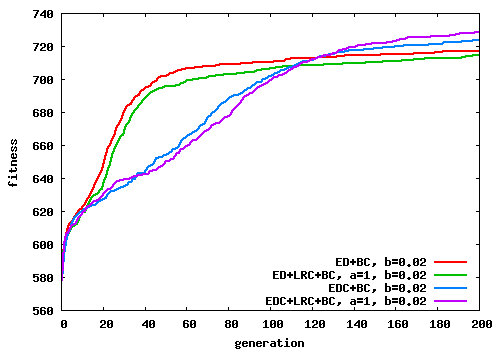 740
720
700
680
660
640
620
600
580
560
fitness
ED+BC, b=0.02
ED+LRC+BC, a=1, b=0.02
EDC+BC, b=0.02
EDC+LRC+BC, a=1, b=0.02
0 20 40 60 80 100 120 140 160 180 200
generation